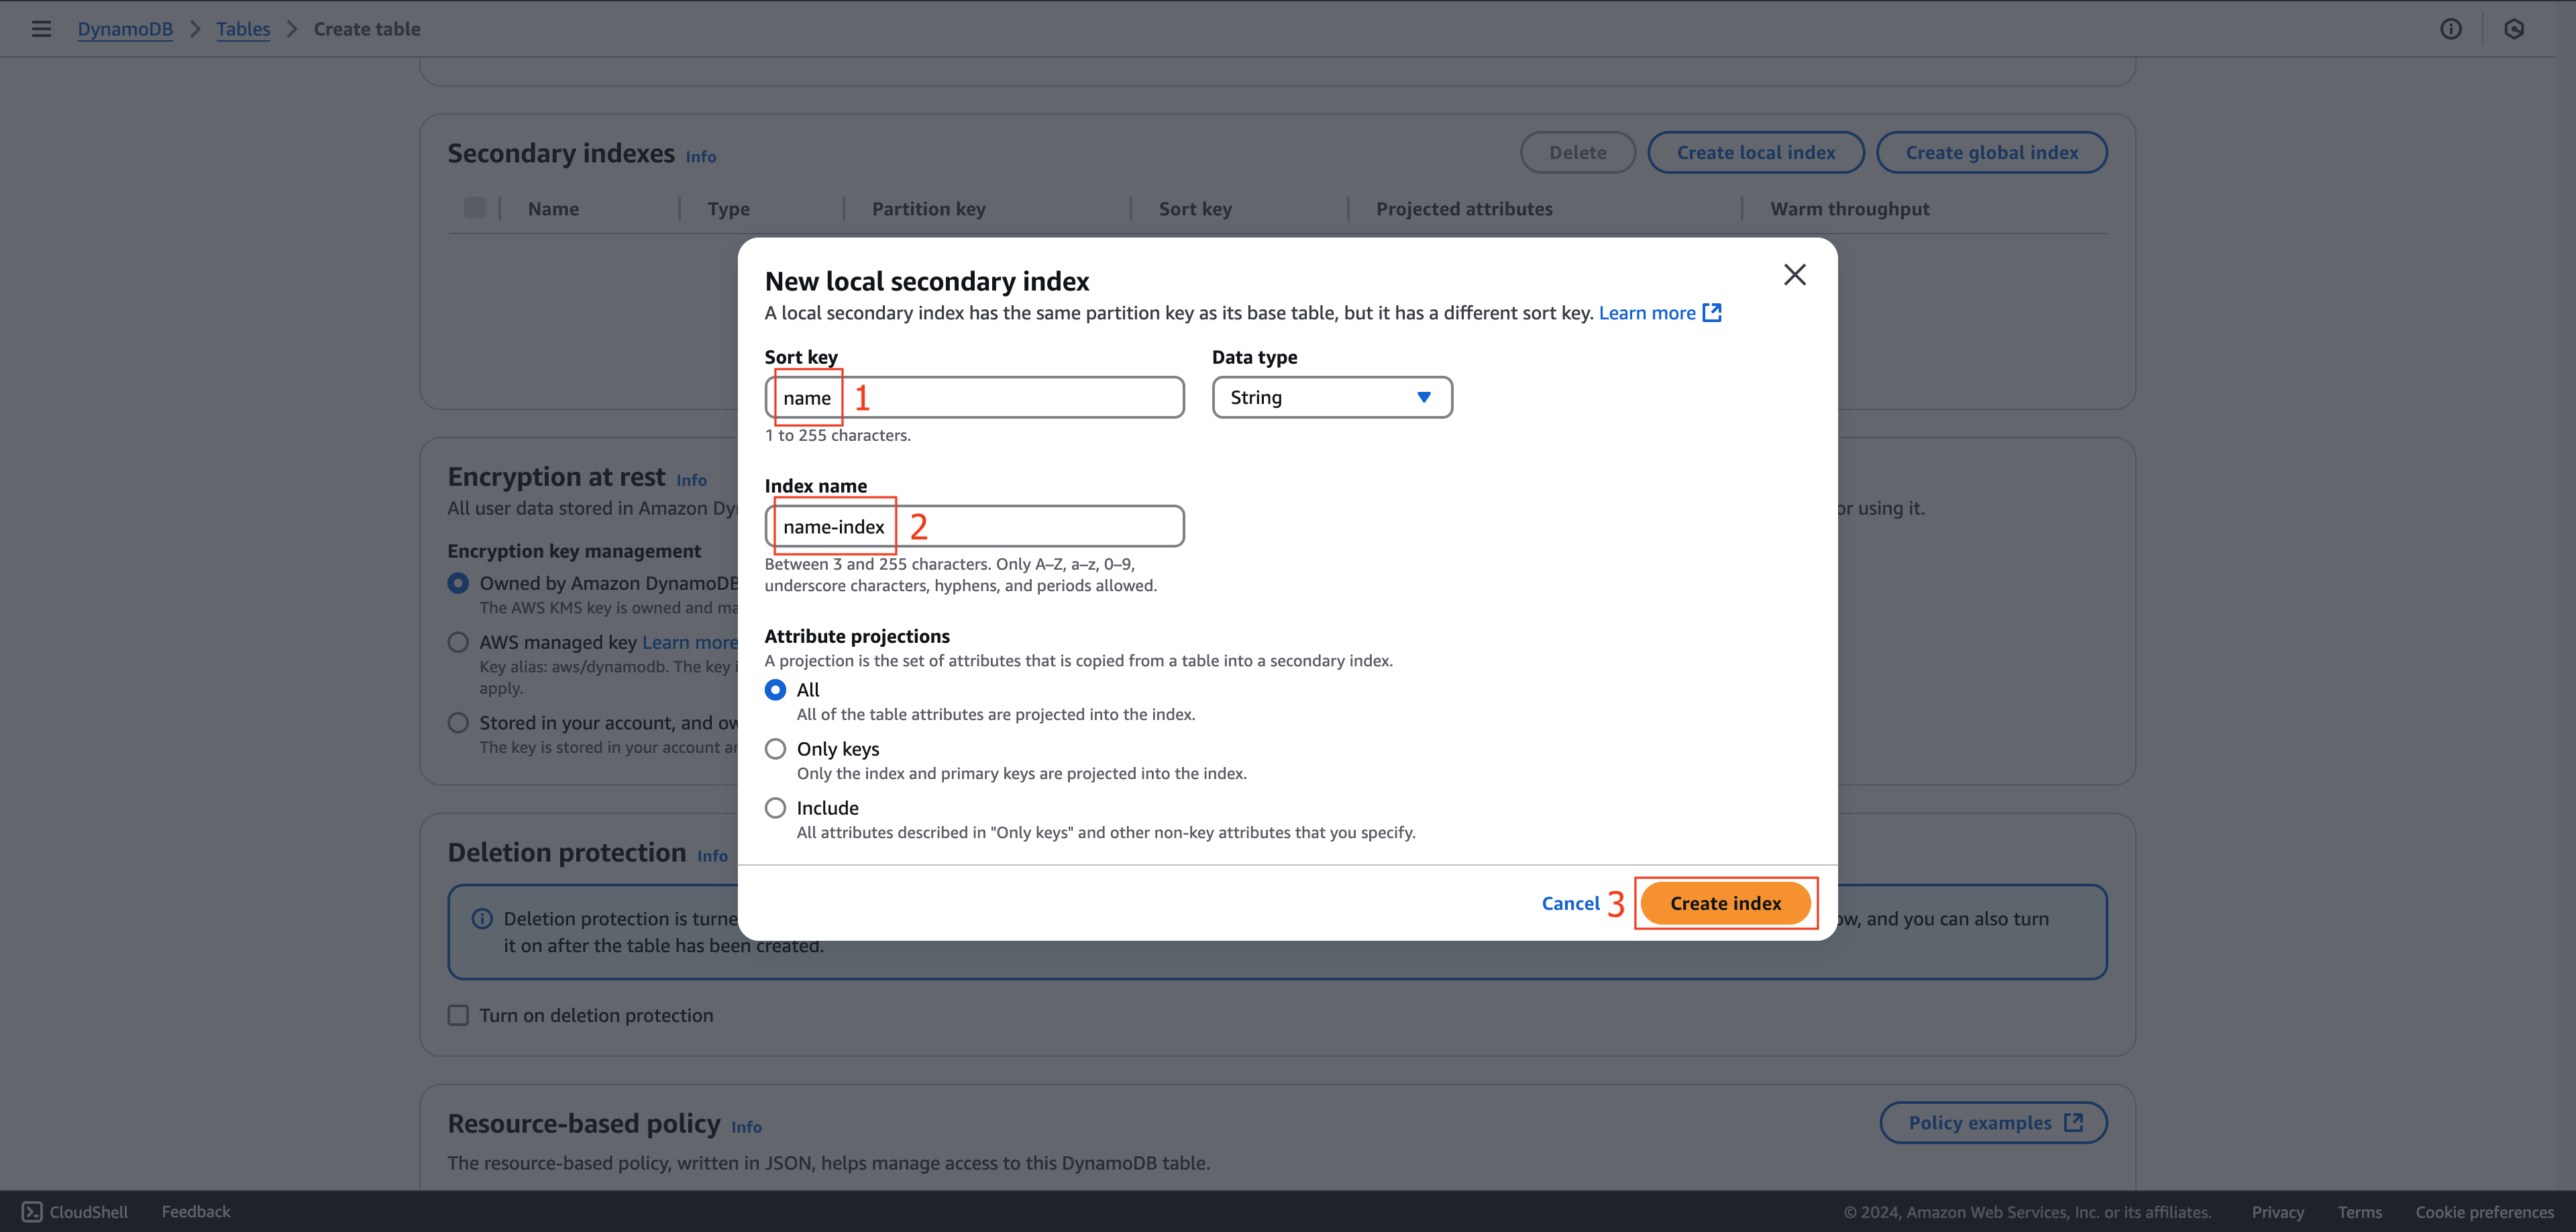 DynamoDB > Tables > Create table
Secondary indexes Info
Delete Create local index Create global index
Name Type Partition key Sort key Projected attributes Warm throughput
New local secondary index
A local secondary index has the same partition key as its base table, but it has a different sort key. Learn more
Sort key Data type
name 1 String
1 to 255 characters.
Index name
name-index 2
Between 3 and 255 characters. Only A–Z, a–z, 0–9,
underscore characters, hyphens, and periods allowed.
Attribute projections
A projection is the set of attributes that is copied from a table into a secondary index.
All
All of the table attributes are projected into the index.
Only keys
Only the index and primary keys are projected into the index.
Include
All attributes described in "Only keys" and other non-key attributes that you specify.
Cancel 3 Create index
Encryption at rest Info
All user data stored in Amazon Dy or using it.
Encryption key management
Owned by Amazon DynamoDB
The AWS KMS key is owned and ma
AWS managed key Learn more
Key alias: aws/dynamodb. The key i
apply.
Stored in your account, and ow
The key is stored in your account an
Deletion protection Info
Deletion protection is turne ow, and you can also turn
it on after the table has been created.
Turn on deletion protection
Resource-based policy Info
Policy examples
The resource-based policy, written in JSON, helps manage access to this DynamoDB table.
CloudShell Feedback © 2024, Amazon Web Services, Inc. or its affiliates. Privacy Terms Cookie preferences